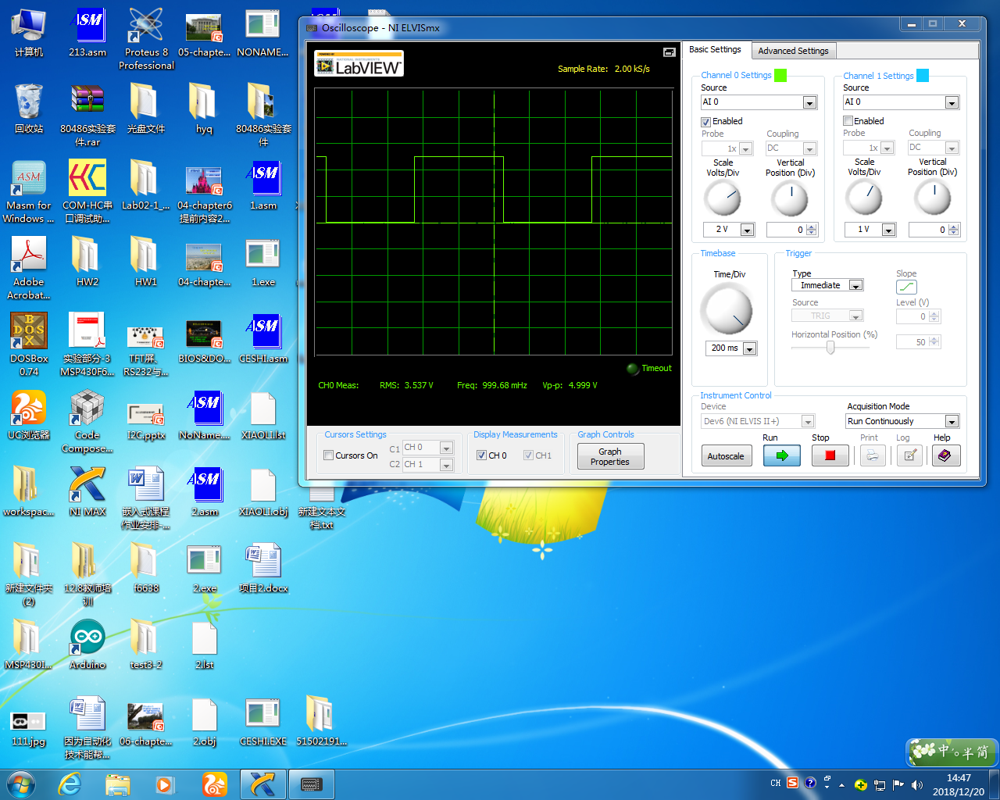 计算机
213.asm
Proteus 8
Professional
05-chapte...
NONAME...
回收站
80486实验套
件.rar
光盘文件
hyq
80486实验套
件
Masm for
Windows ...
COM-HC串
口调试助...
Lab02-1_...
04-chapter6
提前内容2...
1.asm
Adobe
Acrobat...
HW2
HW1
04-chapte...
1.exe
DOSBox
0.74
实验部分-3
MSP430F6...
TFT屏、
RS232与...
BIOS&DO...
CESHI.asm
UC浏览器
Code
Compose...
I2C.pptx
NoName....
XIAOLI.lst
workspac...
NI MAX
嵌入式课程
作业安排-...
2.asm
XIAOLI.obj
新建文本文
档.txt
新建文件夹
(2)
12.8教师培
训
f6638
2.exe
项目2.docx
MSP430I...
Arduino
test3-2
2.lst
111.jpg
因为自动化
技术能帮...
06-chapte...
2.obj
CESHI.EXE
51502191...
Oscilloscope - NI ELVISmx
POWERED BY
NATIONAL INSTRUMENTS
LabVIEW
Sample Rate: 2.00 kS/s
Timeout
CH0 Meas: RMS: 3.537 V Freq: 999.68 mHz Vp-p: 4.999 V
Cursors Settings
Cursors On
C1 CH 0
C2 CH 1
Display Measurements
CH 0 CH1
Graph Controls
Graph
Properties
Basic Settings
Advanced Settings
Channel 0 Settings
Source
AI 0
Enabled
Probe Coupling
1x DC
Scale
Volts/Div
Vertical
Position (Div)
2 V 0
Channel 1 Settings
Source
AI 0
Enabled
Probe Coupling
1x DC
Scale
Volts/Div
Vertical
Position (Div)
1 V 0
Timebase
Time/Div
200 ms
Trigger
Type
Immediate
Slope
Source
TRIG
Level (V)
0
Horizontal Position (%)
50
Instrument Control
Device
Dev6 (NI ELVIS II+)
Acquisition Mode
Run Continuously
Autoscale
Run
Stop
Print
Log
Help
中 半 简
CH
14:47
2018/12/20